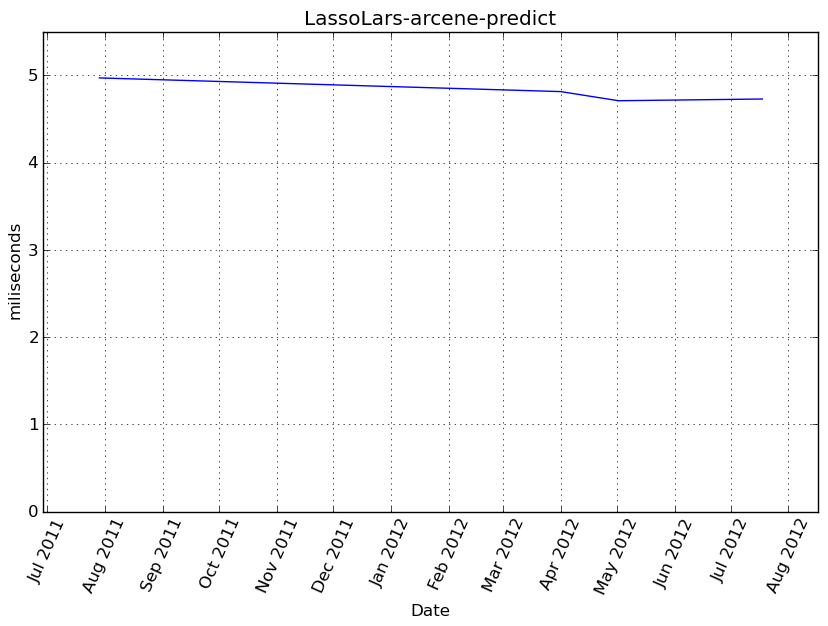 LassoLars-arcene-predict
5
4
3
2
1
0
miliseconds
Jul 2011
Aug 2011
Sep 2011
Oct 2011
Nov 2011
Dec 2011
Jan 2012
Feb 2012
Mar 2012
Apr 2012
May 2012
Jun 2012
Jul 2012
Aug 2012
Date